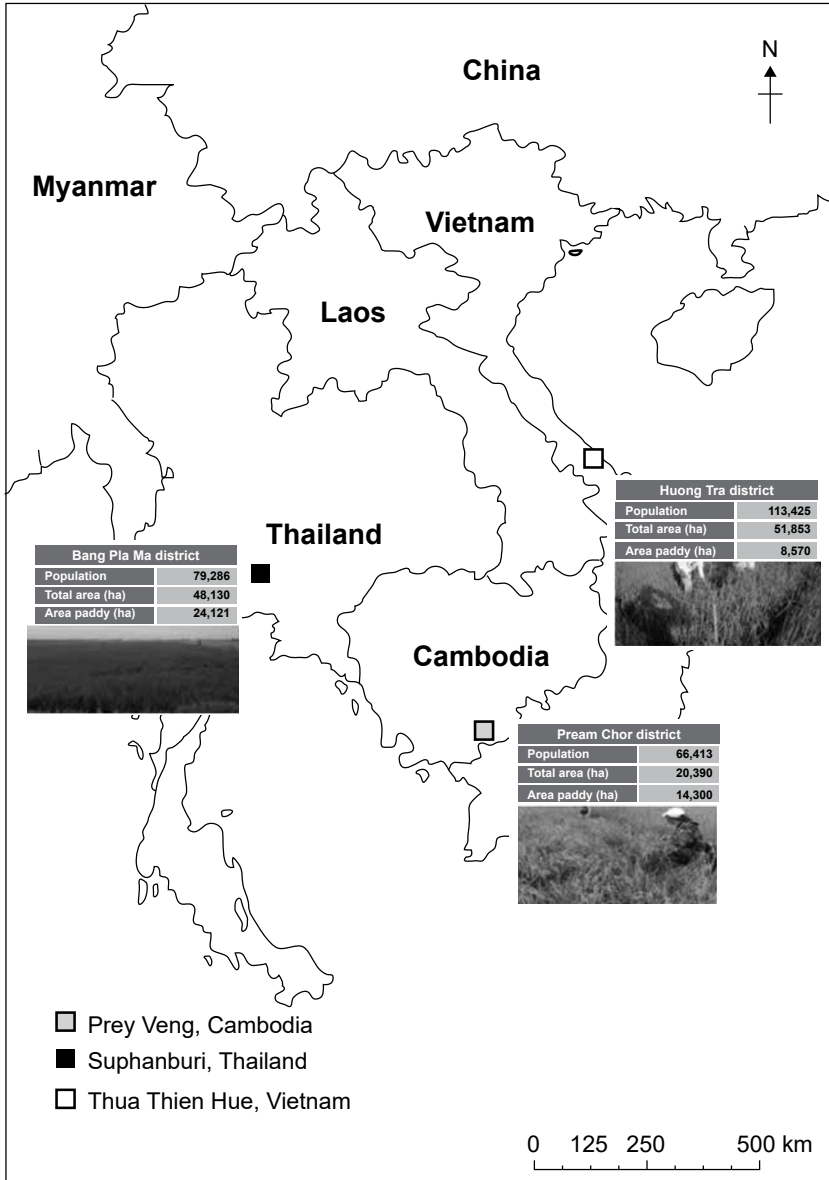 N
China
Myanmar
Vietnam
Laos
Huong Tra district
Population 113,425
Total area (ha) 51,853
Area paddy (ha) 8,570
Thailand
Bang Pla Ma district
Population 79,286
Total area (ha) 48,130
Area paddy (ha) 24,121
Cambodia
Pream Chor district
Population 66,413
Total area (ha) 20,390
Area paddy (ha) 14,300
Prey Veng, Cambodia
Suphanburi, Thailand
Thua Thien Hue, Vietnam
0 125 250 500 km